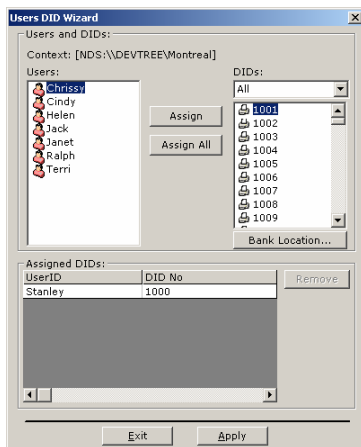 Users DID Wizard
Users and DIDs:
Context: [NDS:\\DEVTREE\Montreal]
Users:
Chrissy
Cindy
Helen
Jack
Janet
Ralph
Terri
Assign
Assign All
DIDs:
All
1001
1002
1003
1004
1005
1006
1007
1008
1009
Bank Location...
Assigned DIDs:
UserID DID No
Stanley 1000
Remove
Exit Apply